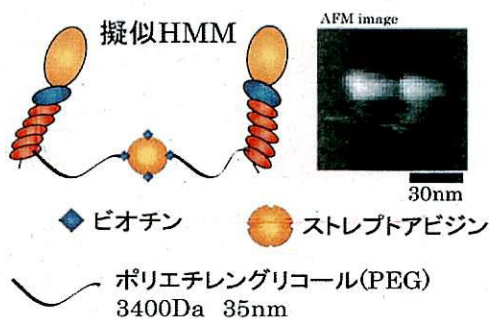 擬似HMM
AFM image
30nm
ビオチン
ストレプトアビジン
ポリエチレングリコール(PEG)
3400Da 35nm